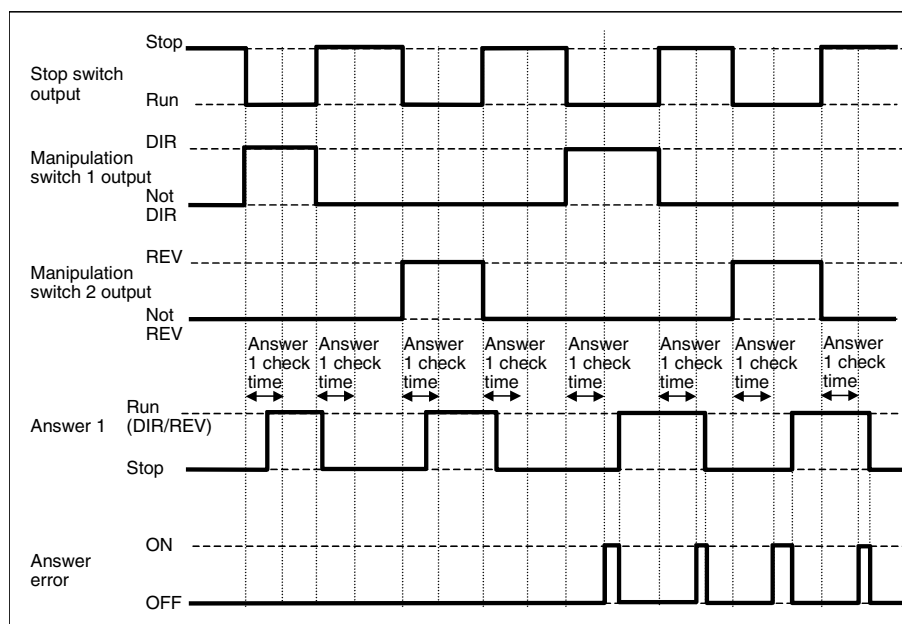 Stop
Stop switch
output
Run
DIR
Manipulation
switch 1 output
Not
DIR
REV
Manipulation
switch 2 output
Not
REV
Answer
1 check
time
Answer
1 check
time
Answer
1 check
time
Answer
1 check
time
Answer
1 check
time
Answer
1 check
time
Answer
1 check
time
Answer
1 check
time
Run
(DIR/REV)
Answer 1
Stop
ON
Answer
error
OFF